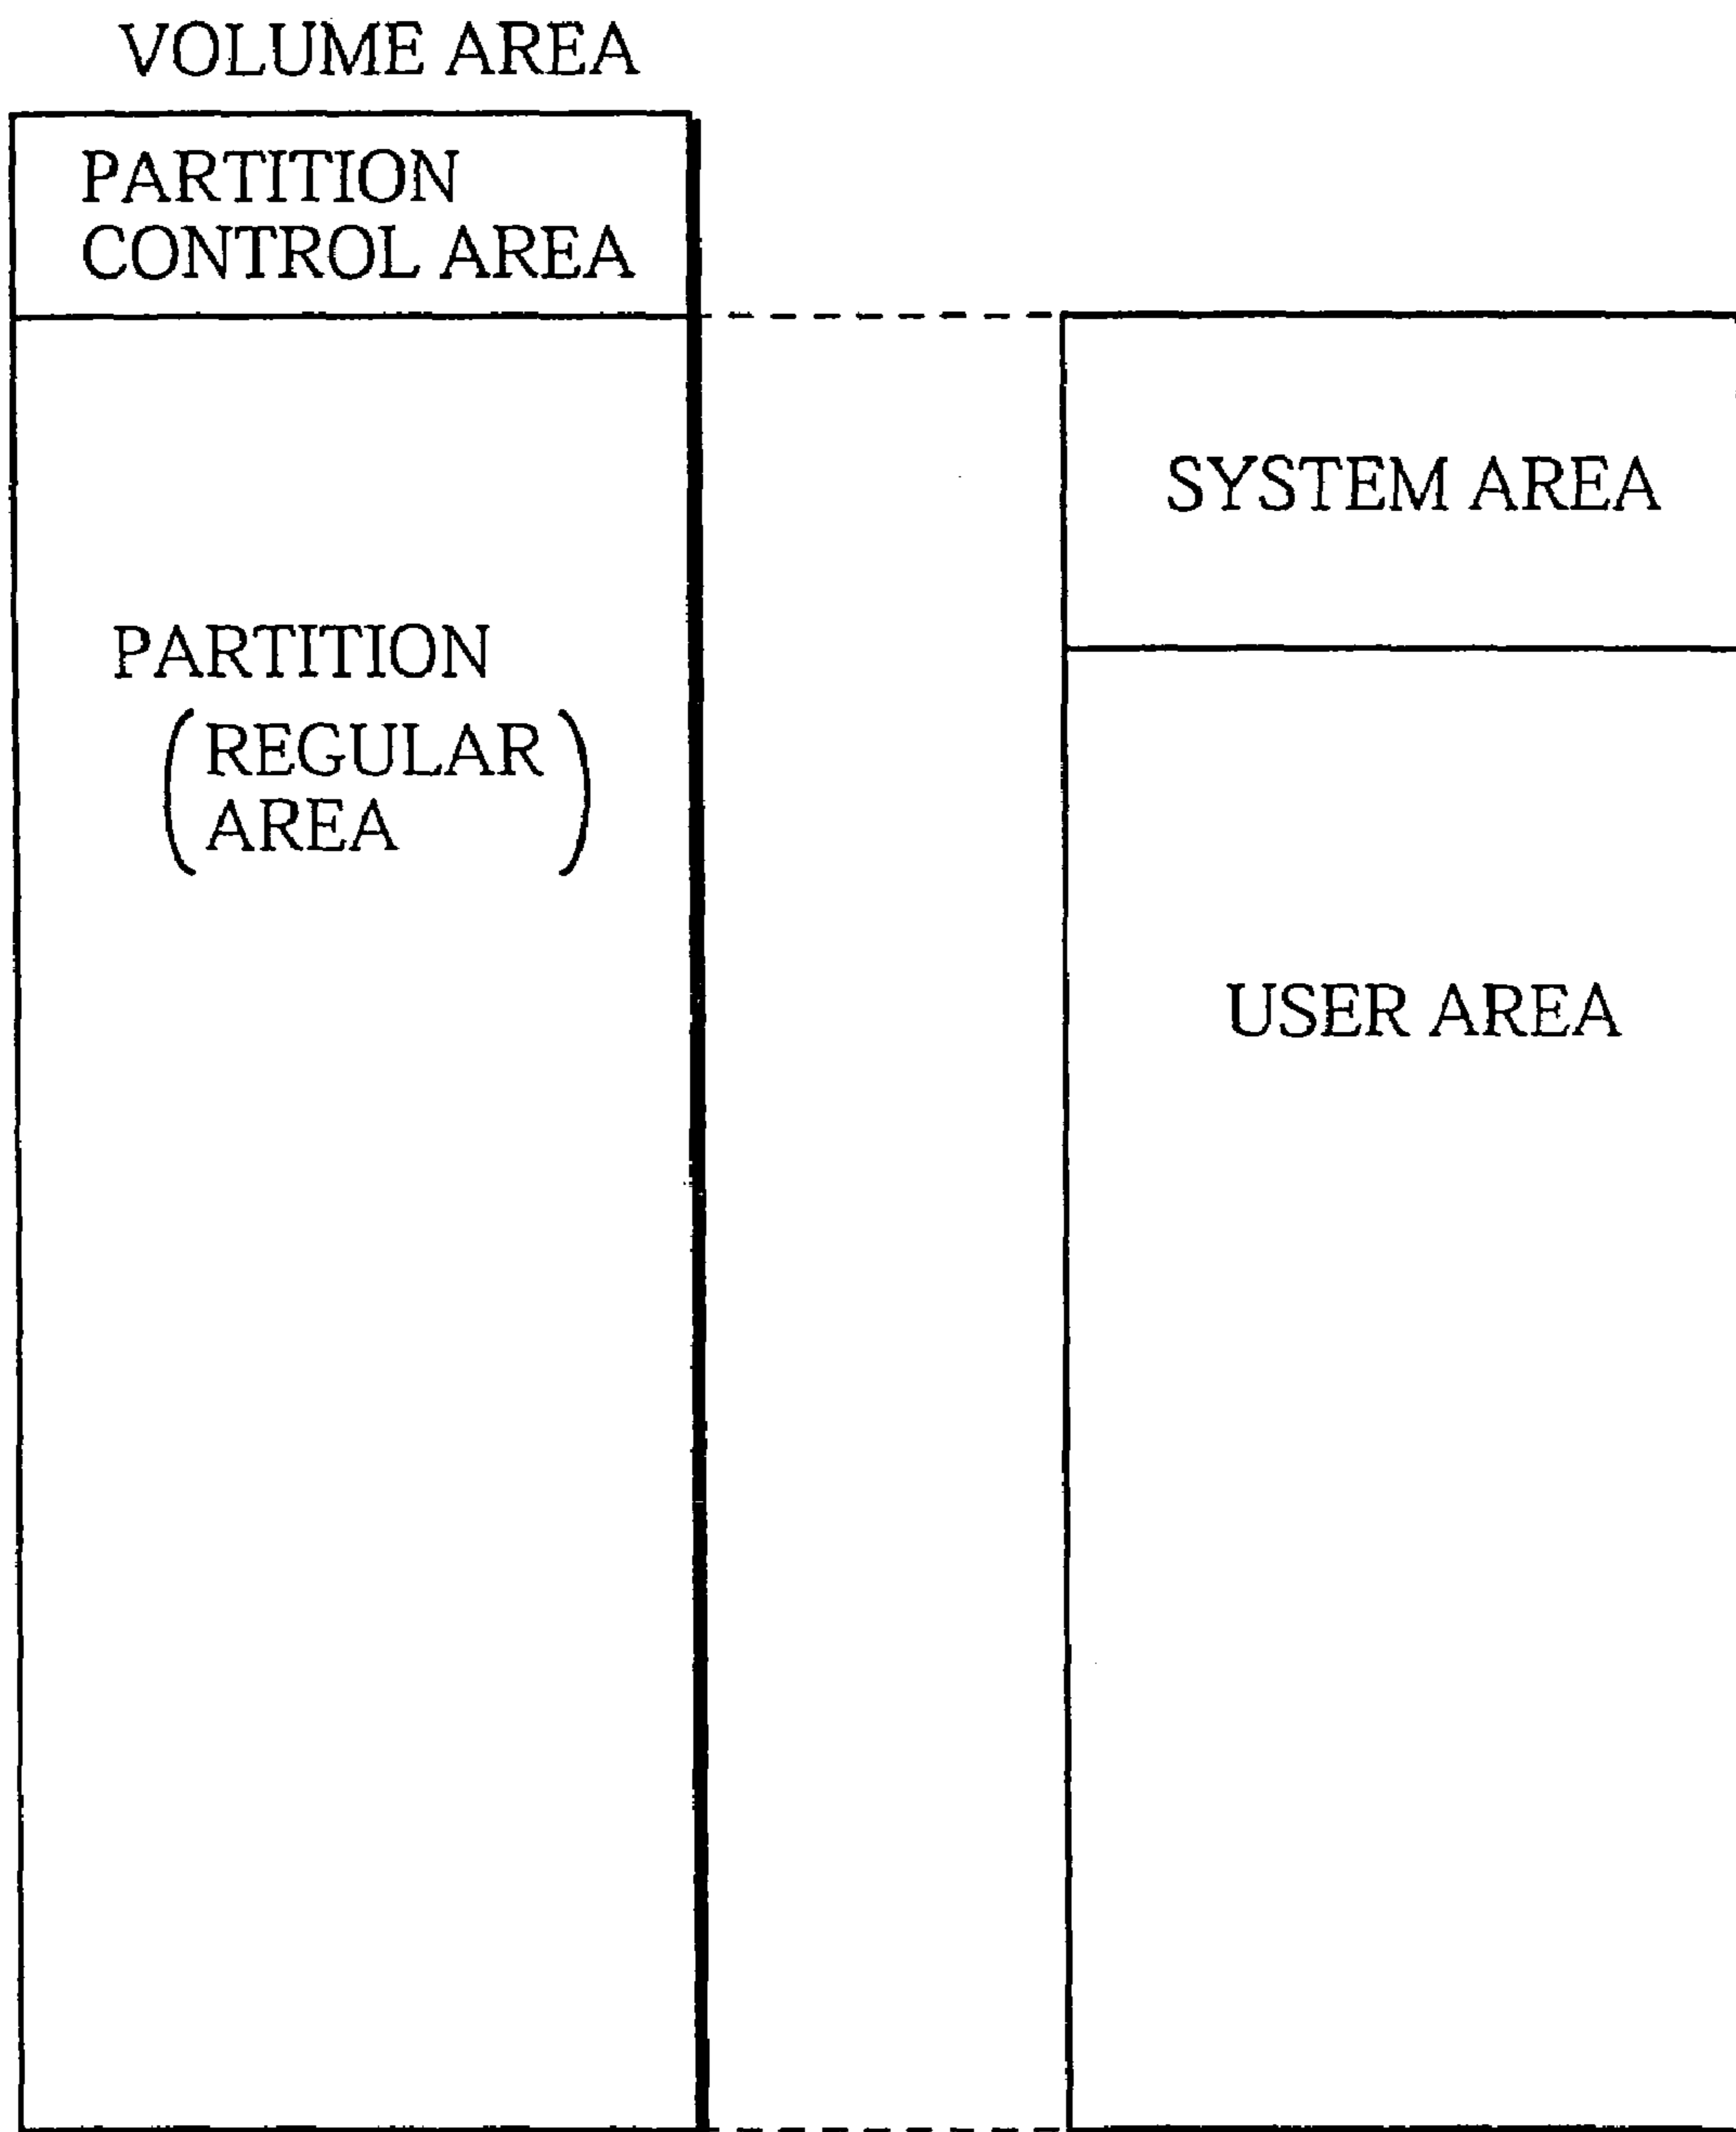 VOLUME AREA
PARTITION
CONTROL AREA
PARTITION
(REGULAR
AREA)
SYSTEM AREA
USER AREA